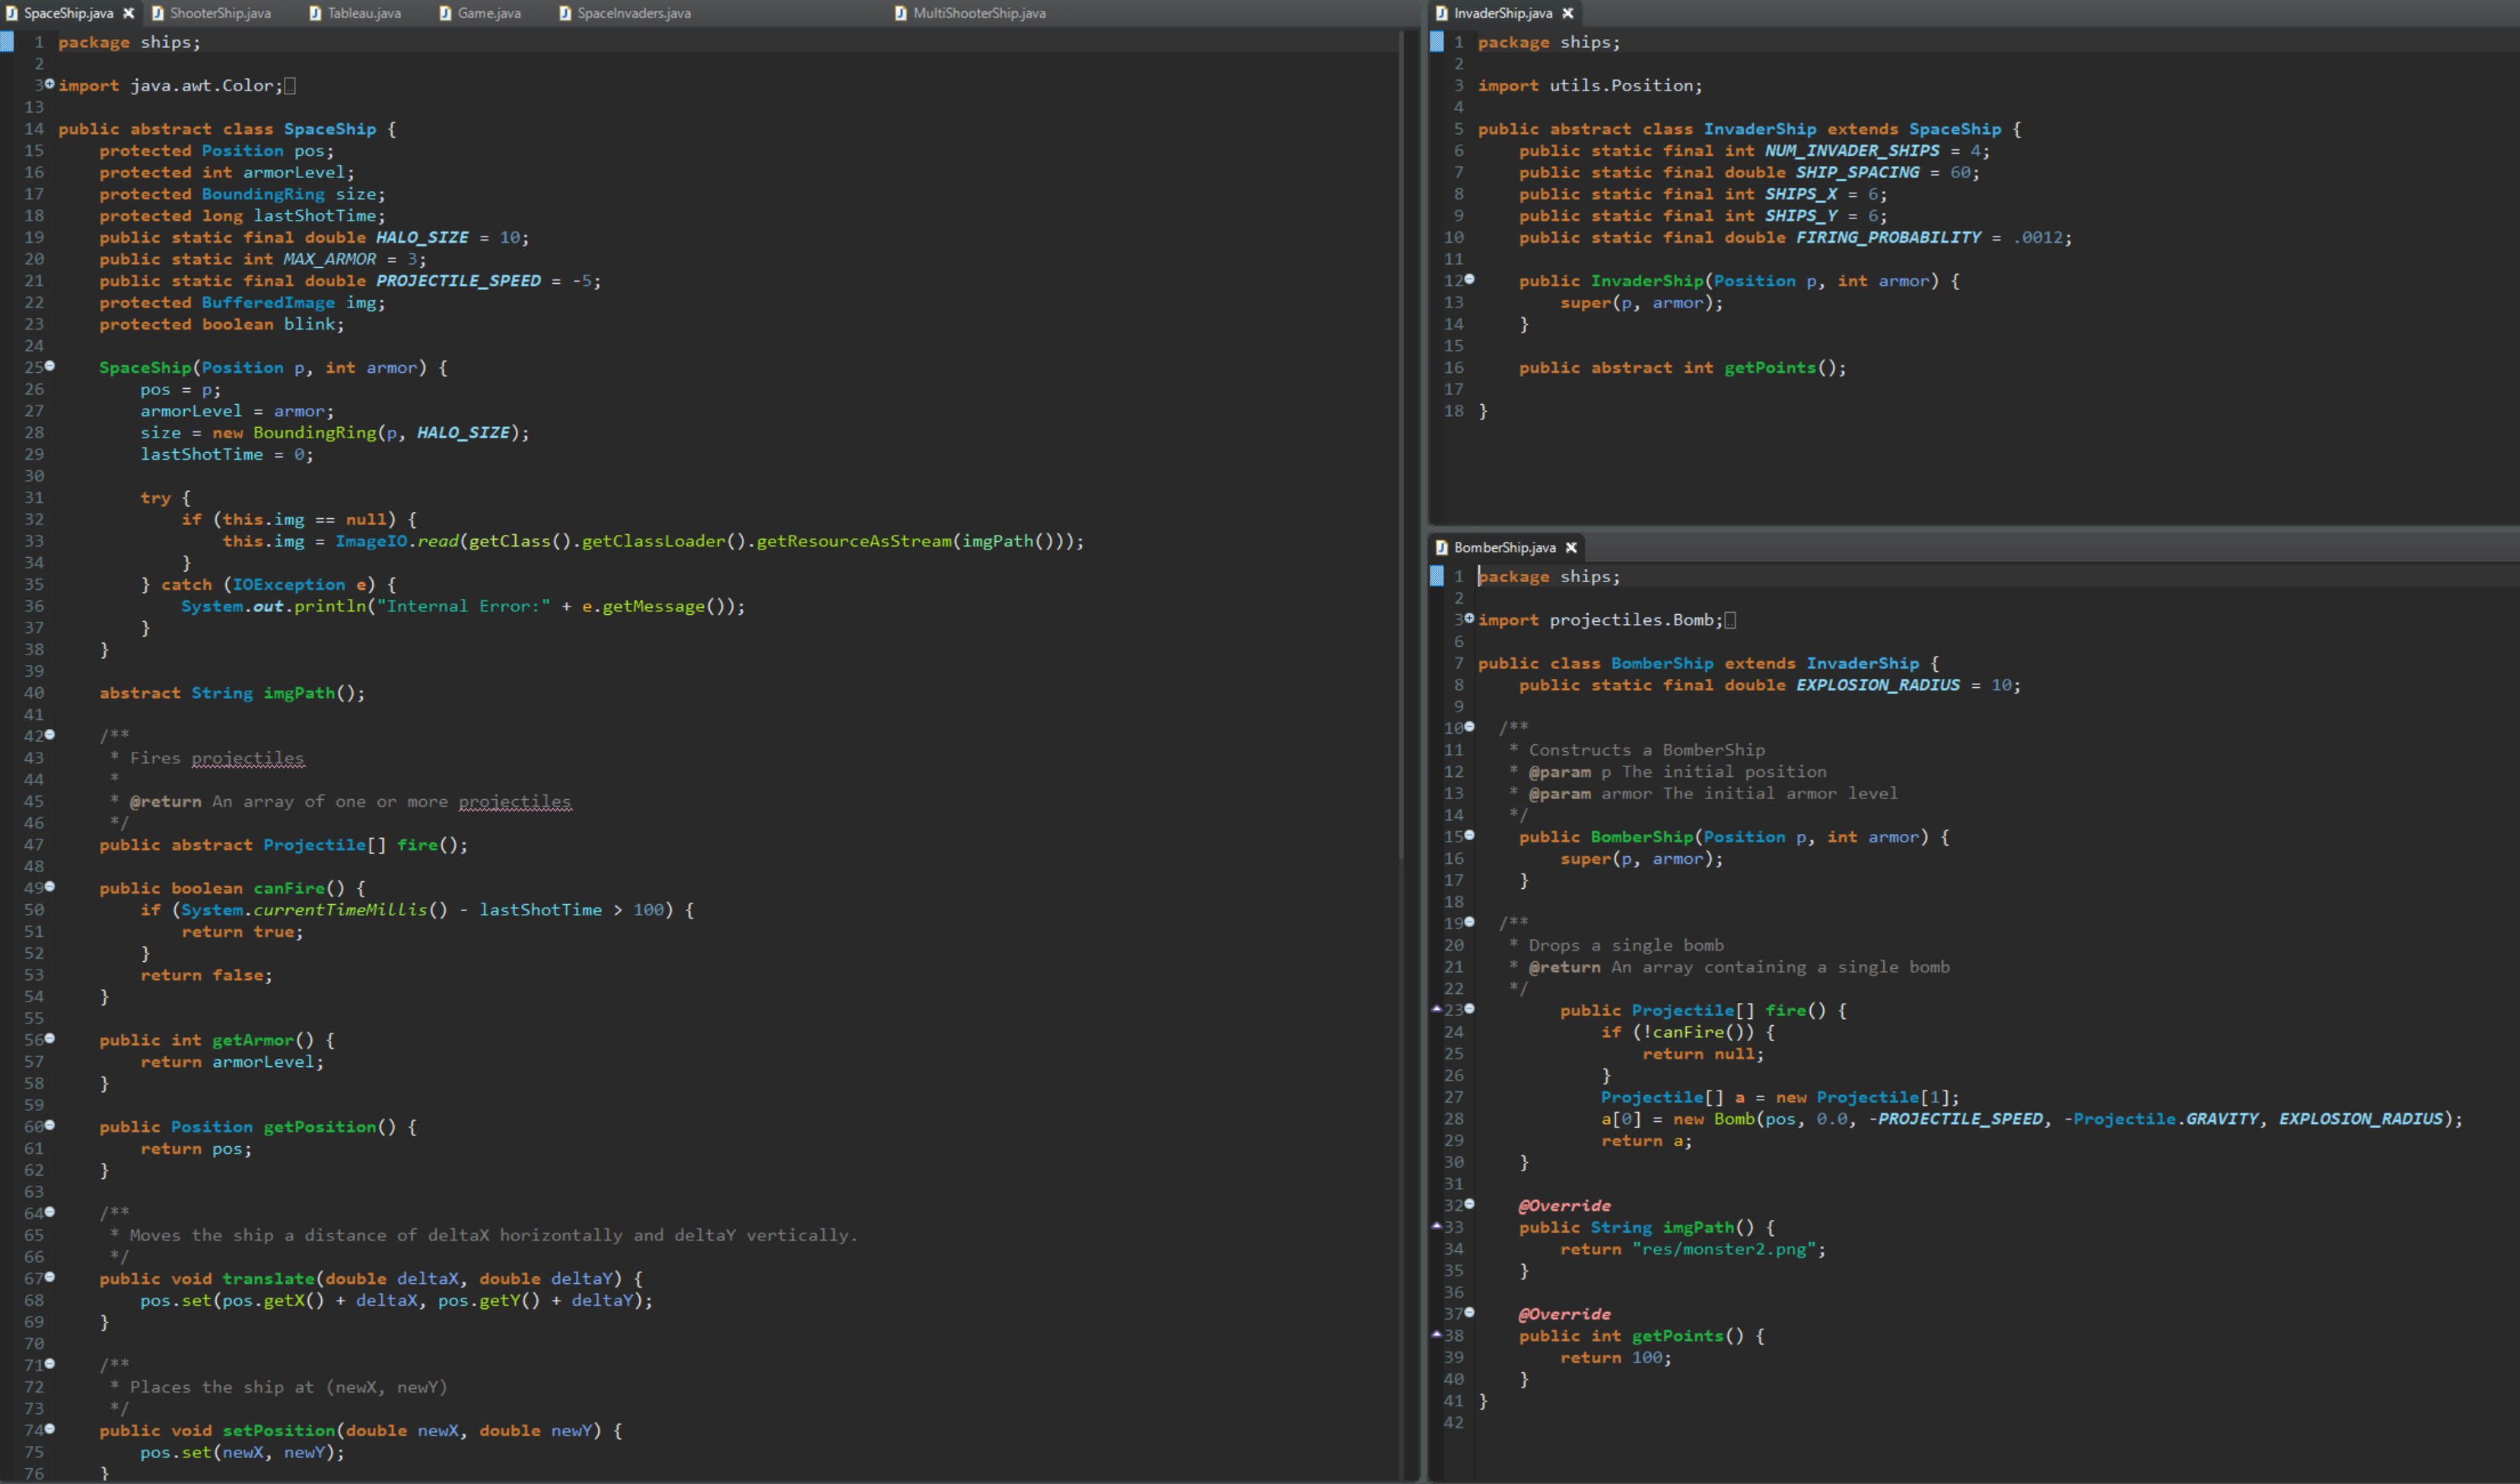 SpaceShip.java ShooterShip.java Tableau.java Game.java SpaceInvaders.java MultiShooterShip.java
1 package ships;
2
3 import java.awt.Color;
13
14 public abstract class SpaceShip {
15     protected Position pos;
16     protected int armorLevel;
17     protected BoundingRing size;
18     protected long lastShotTime;
19     public static final double HALO_SIZE = 10;
20     public static int MAX_ARMOR = 3;
21     public static final double PROJECTILE_SPEED = -5;
22     protected BufferedImage img;
23     protected boolean blink;
24
25     SpaceShip(Position p, int armor) {
26         pos = p;
27         armorLevel = armor;
28         size = new BoundingRing(p, HALO_SIZE);
29         lastShotTime = 0;
30
31         try {
32             if (this.img == null) {
33                 this.img = ImageIO.read(getClass().getClassLoader().getResourceAsStream(imgPath()));
34             }
35         } catch (IOException e) {
36             System.out.println("Internal Error:" + e.getMessage());
37         }
38     }
39
40     abstract String imgPath();
41
42     /**
43      * Fires projectiles
44      *
45      * @return An array of one or more projectiles
46      */
47     public abstract Projectile[] fire();
48
49     public boolean canFire() {
50         if (System.currentTimeMillis() - lastShotTime > 100) {
51             return true;
52         }
53         return false;
54     }
55
56     public int getArmor() {
57         return armorLevel;
58     }
59
60     public Position getPosition() {
61         return pos;
62     }
63
64     /**
65      * Moves the ship a distance of deltaX horizontally and deltaY vertically.
66      */
67     public void translate(double deltaX, double deltaY) {
68         pos.set(pos.getX() + deltaX, pos.getY() + deltaY);
69     }
70
71     /**
72      * Places the ship at (newX, newY)
73      */
74     public void setPosition(double newX, double newY) {
75         pos.set(newX, newY);
76     }
InvaderShip.java
1 package ships;
2
3 import utils.Position;
4
5 public abstract class InvaderShip extends SpaceShip {
6     public static final int NUM_INVADER_SHIPS = 4;
7     public static final double SHIP_SPACING = 60;
8     public static final int SHIPS_X = 6;
9     public static final int SHIPS_Y = 6;
10     public static final double FIRING_PROBABILITY = .0012;
11
12     public InvaderShip(Position p, int armor) {
13         super(p, armor);
14     }
15
16     public abstract int getPoints();
17
18 }
BomberShip.java
1 package ships;
2
3 import projectiles.Bomb;
6
7 public class BomberShip extends InvaderShip {
8     public static final double EXPLOSION_RADIUS = 10;
9
10   /**
11    * Constructs a BomberShip
12    * @param p The initial position
13    * @param armor The initial armor level
14    */
15     public BomberShip(Position p, int armor) {
16         super(p, armor);
17     }
18
19   /**
20    * Drops a single bomb
21    * @return An array containing a single bomb
22    */
23         public Projectile[] fire() {
24             if (!canFire()) {
25                 return null;
26             }
27             Projectile[] a = new Projectile[1];
28             a[0] = new Bomb(pos, 0.0, -PROJECTILE_SPEED, -Projectile.GRAVITY, EXPLOSION_RADIUS);
29             return a;
30     }
31
32     @Override
33     public String imgPath() {
34         return "res/monster2.png";
35     }
36
37     @Override
38     public int getPoints() {
39         return 100;
40     }
41 }
42